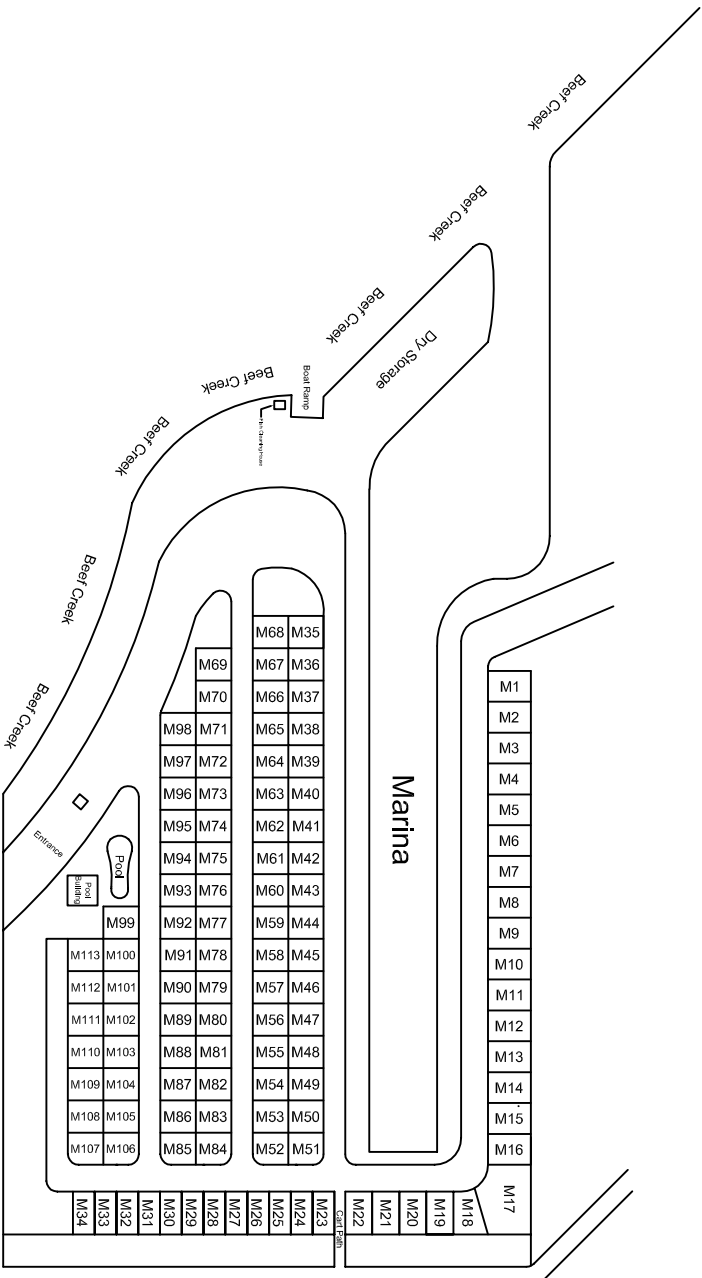 Beef Creek
Beef Creek
Beef Creek
Dry Storage
Beef Creek
Boat Ramp
Fish Cleaning House
Beef Creek
Beef Creek
Beef Creek
M68 M35
M69 M67 M36
M70 M66 M37
M98 M71 M65 M38
M97 M72 M64 M39
M96 M73 M63 M40
M95 M74 M62 M41
M94 M75 M61 M42
M93 M76 M60 M43
M92 M77 M59 M44
M91 M78 M58 M45
M90 M79 M57 M46
M89 M80 M56 M47
M88 M81 M55 M48
M87 M82 M54 M49
M86 M83 M53 M50
M85 M84 M52 M51
Entrance
Pool
Pool
Building
M99
M113 M100
M112 M101
M111 M102
M110 M103
M109 M104
M108 M105
M107 M106
Marina
M1
M2
M3
M4
M5
M6
M7
M8
M9
M10
M11
M12
M13
M14
M15
M16
M17
M34 M33 M32 M31 M30 M29 M28 M27 M26 M25 M24 M23
Cart Path
M22 M21 M20 M19 M18